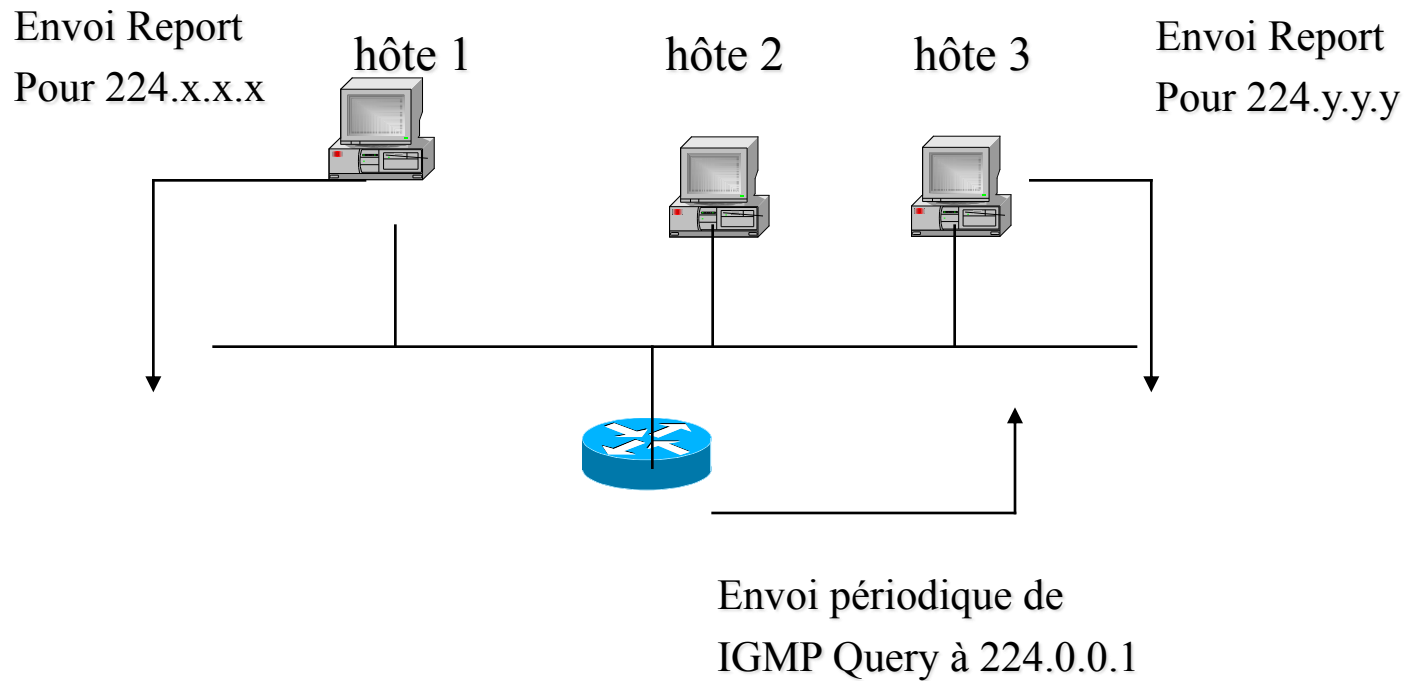 Envoi Report
Pour 224.x.x.x
hôte 1
hôte 2
hôte 3
Envoi Report
Pour 224.y.y.y
Envoi périodique de
IGMP Query à 224.0.0.1